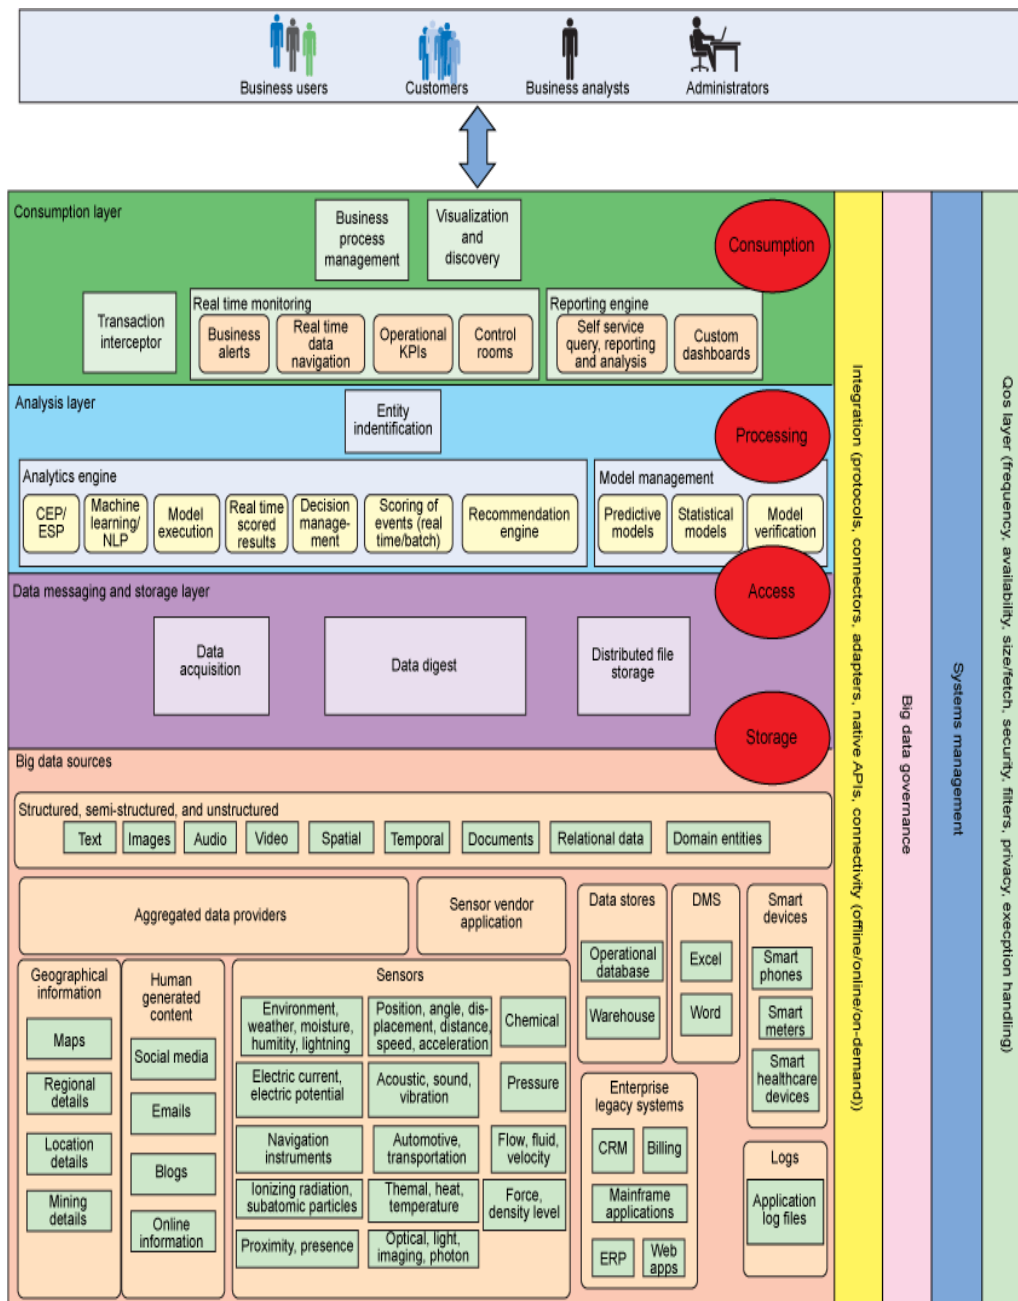 Business users
Customers
Business analysts
Administrators
Consumption layer
Business
process
management
Visualization
and
discovery
Consumption
Transaction
interceptor
Real time monitoring
Business
alerts
Real time
data
navigation
Operational
KPIs
Control
rooms
Reporting engine
Self service
query, reporting
and analysis
Custom
dashboards
Analysis layer
Entity
indentification
Processing
Analytics engine
CEP/
ESP
Machine
learning/
NLP
Model
execution
Real time
scored
results
Decision
manage-
ment
Scoring of
events (real
time/batch)
Recommendation
engine
Model management
Predictive
models
Statistical
models
Model
verification
Data messaging and storage layer
Access
Data
acquisition
Data digest
Distributed file
storage
Storage
Big data sources
Structured, semi-structured, and unstructured
Text
Images
Audio
Video
Spatial
Temporal
Documents
Relational data
Domain entities
Aggregated data providers
Sensor vendor
application
Data stores
Operational
database
Warehouse
DMS
Excel
Word
Smart
devices
Smart
phones
Smart
meters
Smart
healthcare
devices
Geographical
information
Maps
Regional
details
Location
details
Mining
details
Human
generated
content
Social media
Emails
Blogs
Online
information
Sensors
Environment,
weather, moisture,
humitity, lightning
Position, angle, dis-
placement, distance,
speed, acceleration
Chemical
Electric current,
electric potential
Acoustic, sound,
vibration
Pressure
Navigation
instruments
Automotive,
transportation
Flow, fluid,
velocity
Ionizing radiation,
subatomic particles
Themal, heat,
temperature
Force,
density level
Proximity, presence
Optical, light,
imaging, photon
Enterprise
legacy systems
CRM
Billing
Mainframe
applications
ERP
Web
apps
Logs
Application
log files
Integration (protocols, connectors, adapters, native APIs, connectivity (offline/online/on-demand))
Big data governance
Systems management
Qos layer (frequency, availability, size/fetch, security, filters, privacy, execption handling)